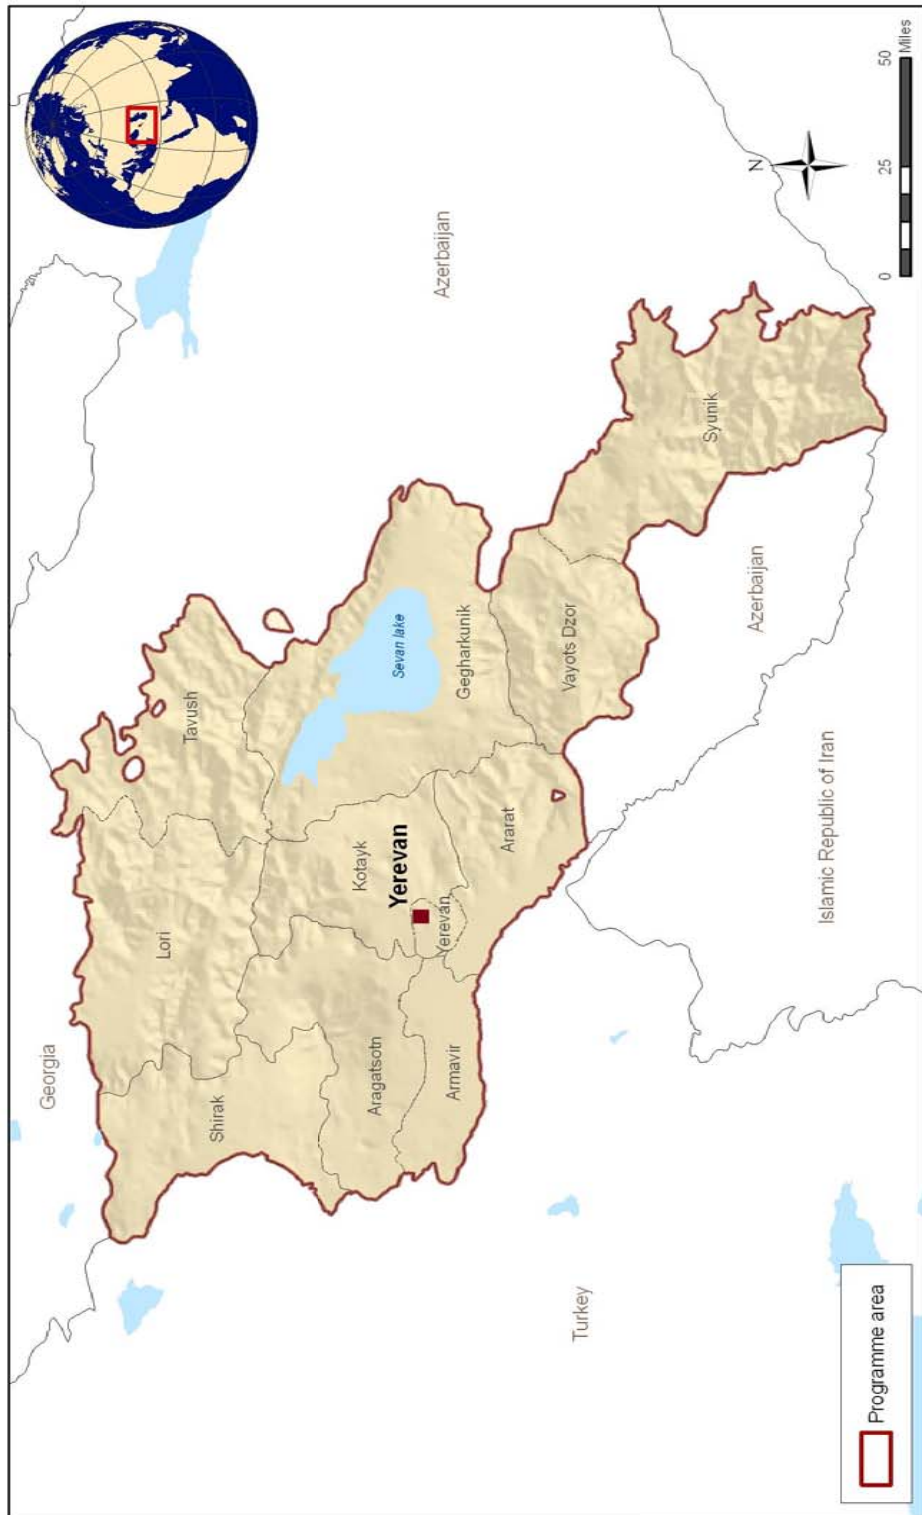 Georgia
Lori
Tavush
Shirak
Azerbaijan
Kotayk
Aragatsotn
Sevan lake
Yerevan
Yerevan
Armavir
Gegharkunik
Ararat
Vayots Dzor
Turkey
Syunik
Azerbaijan
Islamic Republic of Iran
N
Programme area
0 25 50
Miles